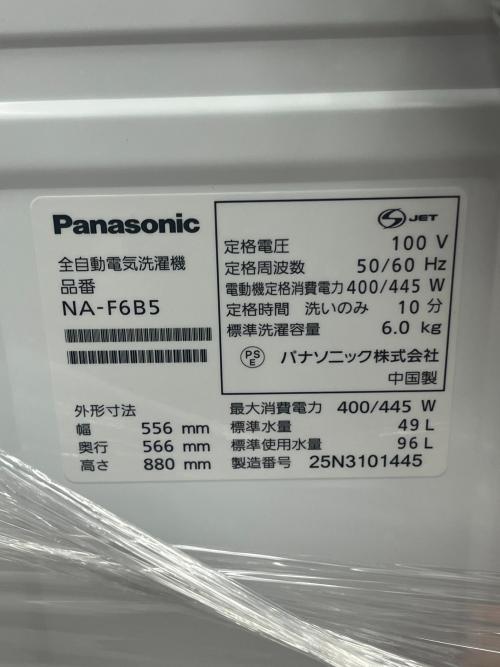 Panasonic
全自動電気洗濯機
品番
NA-F6B5
S JET
定格電圧 100 V
定格周波数 50/60 Hz
電動機定格消費電力 400/445 W
定格時間 洗いのみ 10 分
標準洗濯容量 6.0 kg
PSE パナソニック株式会社
中国製
外形寸法
幅 556 mm
奥行 566 mm
高さ 880 mm
最大消費電力 400/445 W
標準水量 49 L
標準使用水量 96 L
製造番号 25N3101445